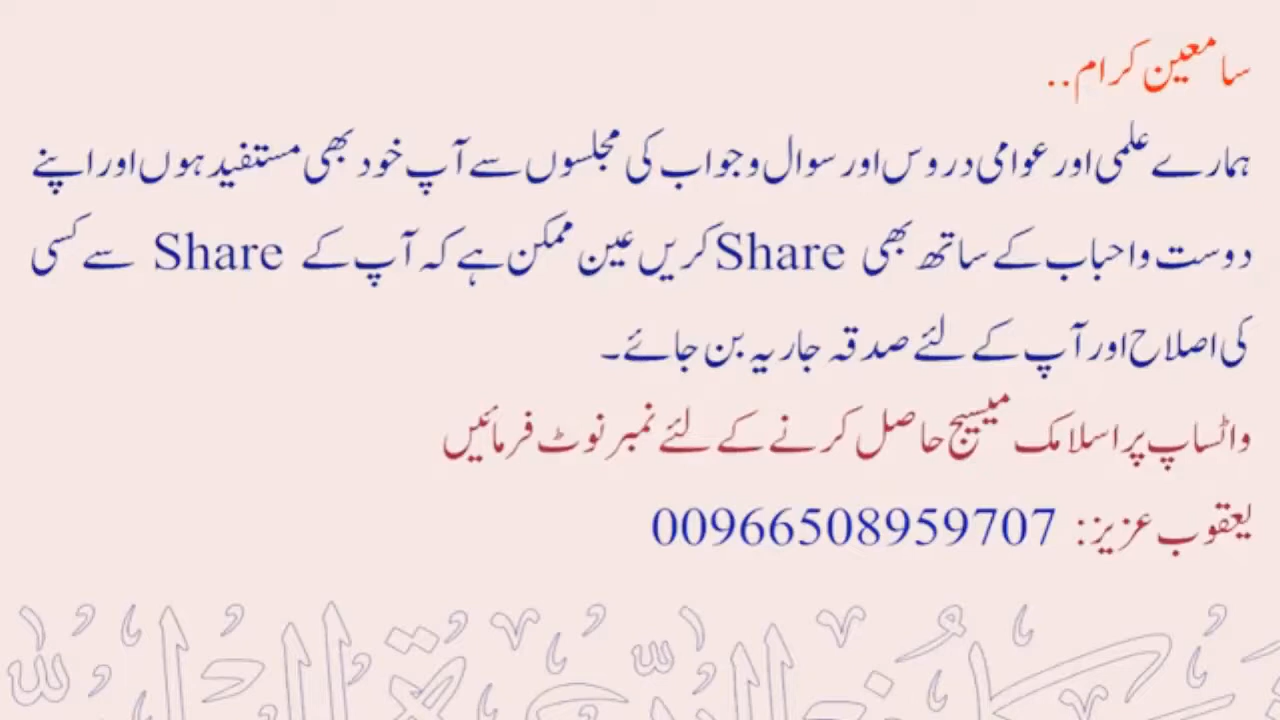 سامعین کرام..
ہمارے علمی اور عوامی دروس اور سوال وجواب کی مجلسوں سے آپ خود بھی مستفید ہوں اور اپنے
دوست واحباب کے ساتھ بھی Share کریں عین ممکن ہے کہ آپ کے Share سے کسی
کی اصلاح اور آپ کے لئے صدقہ جاریہ بن جائے۔
واٹساپ پر اسلامک میسیج حاصل کرنے کے لئے نمبر نوٹ فرمائیں
یعقوب عزیز: 00966508959707